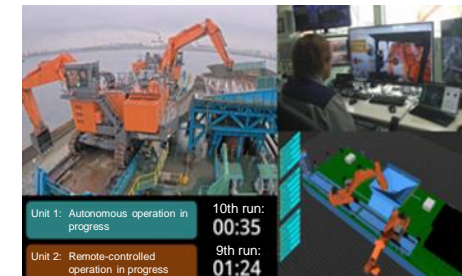 Unit 1: Autonomous operation in
progress
10th run:
00:35
Unit 2: Remote-controlled
operation in progress
9th run:
01:24